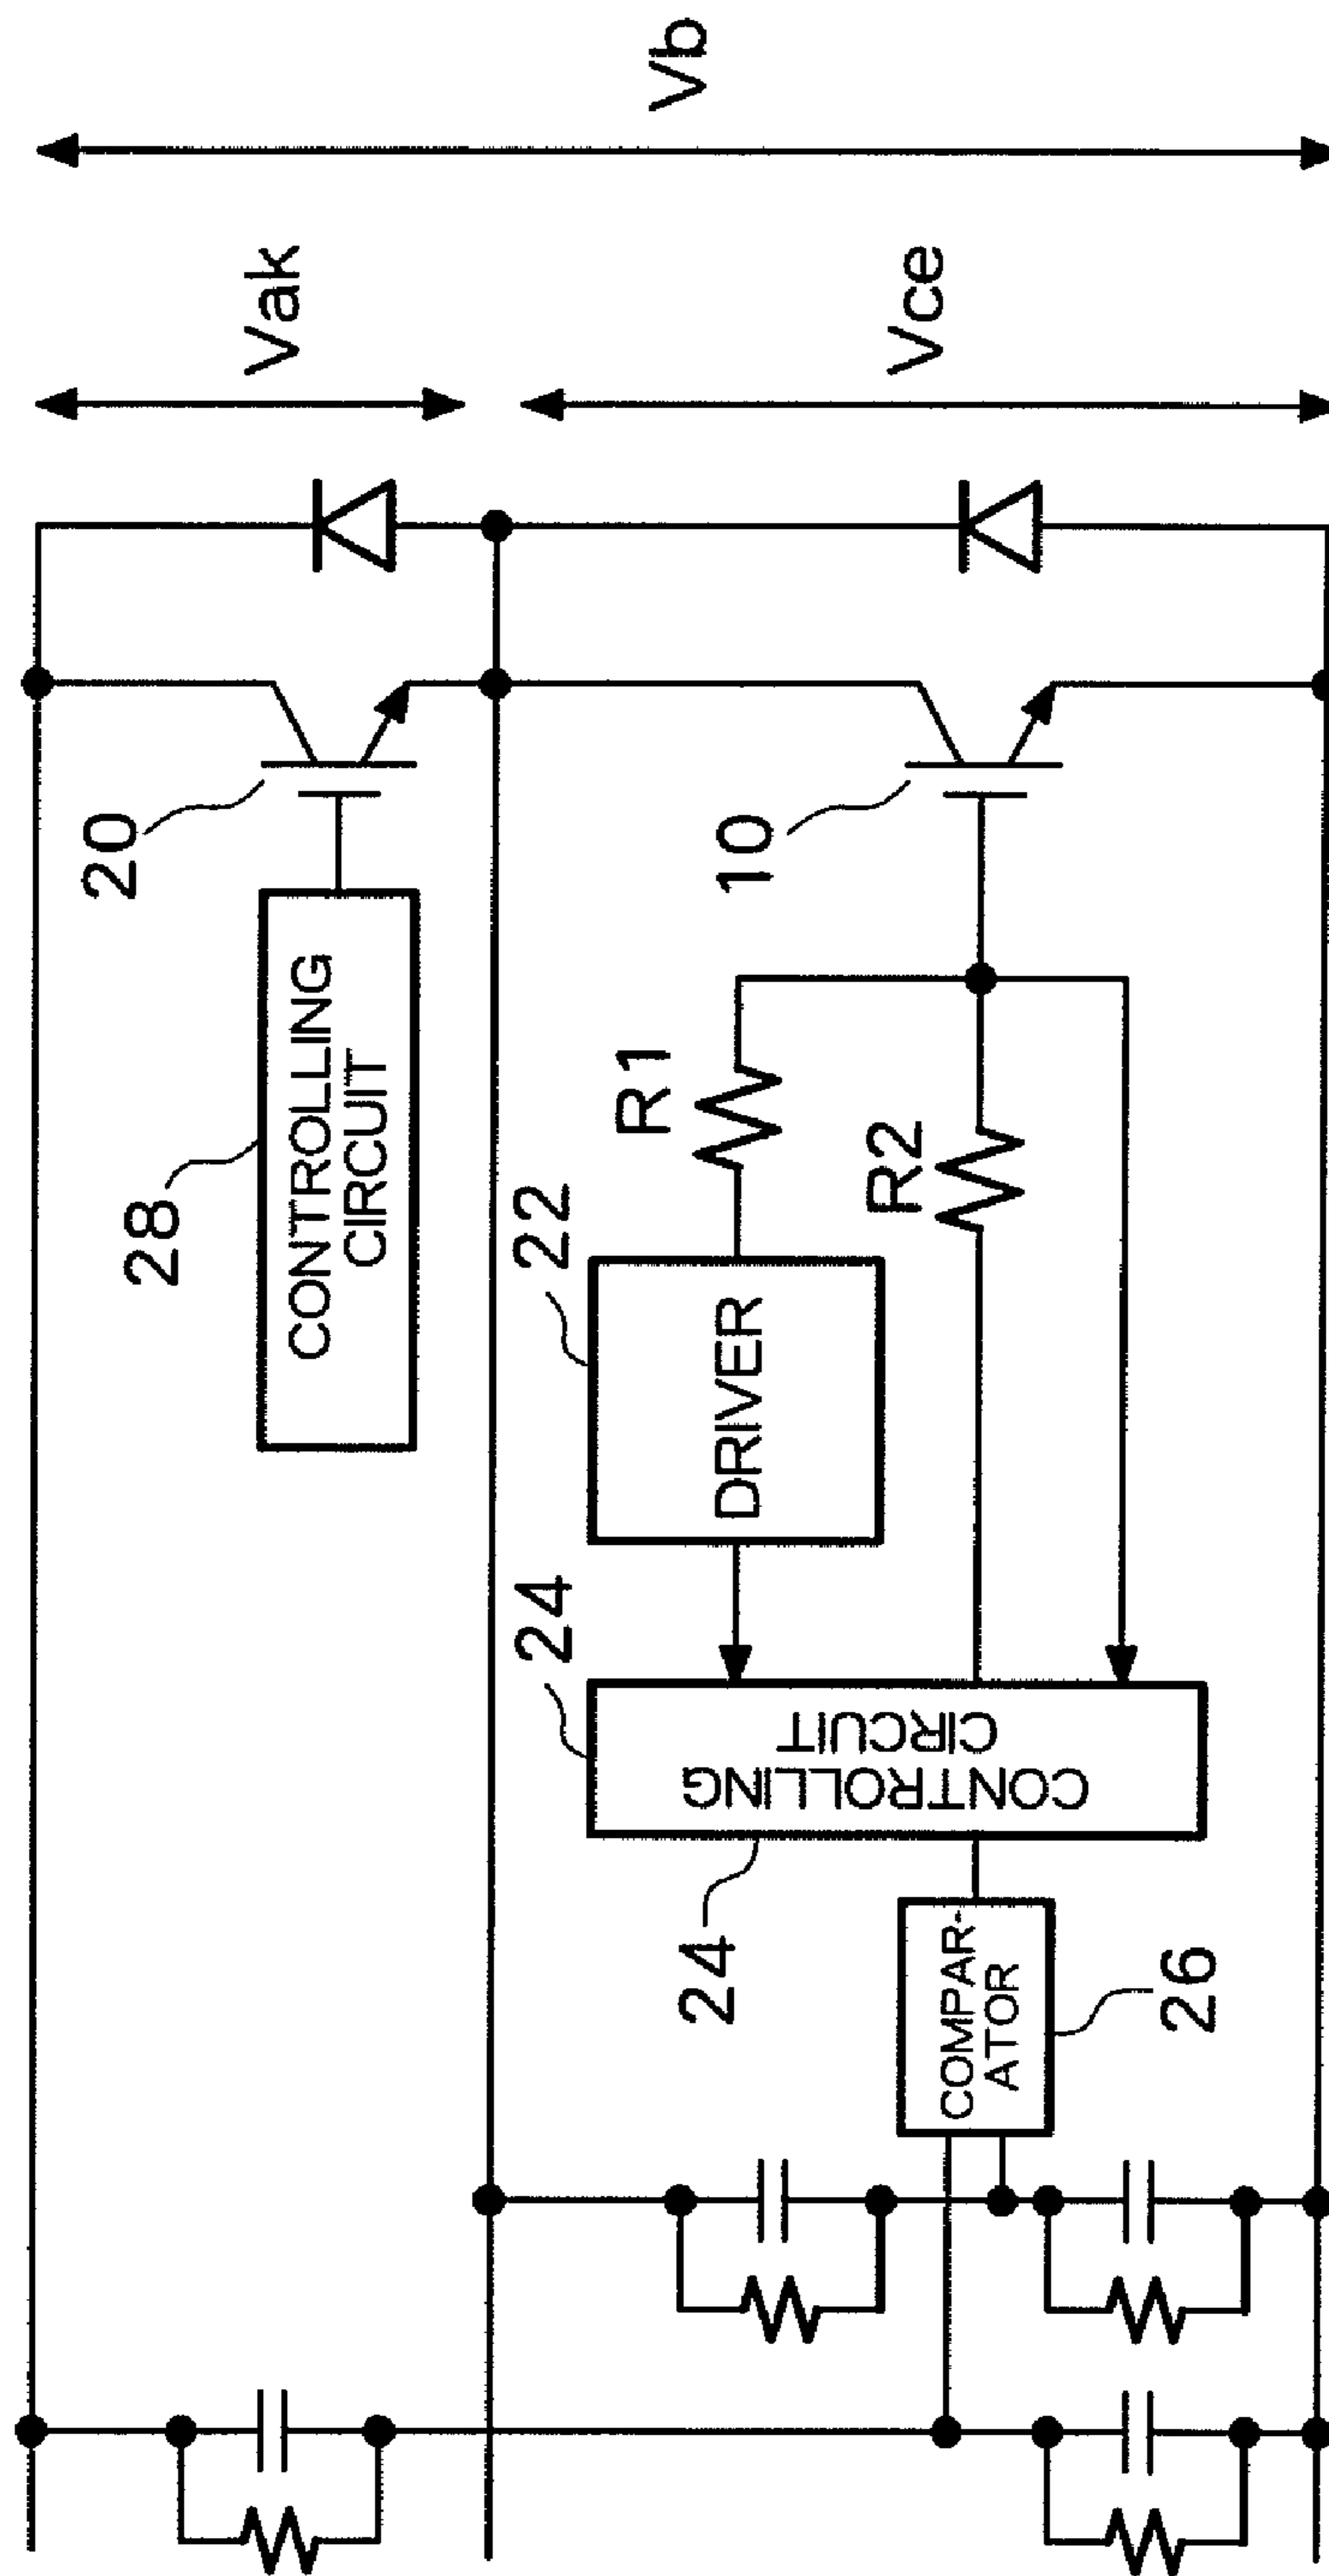 Vb
Vak
Vce
20
10
28
CONTROLLING
CIRCUIT
R1
R2
22
DRIVER
24
CONTROLLING
CIRCUIT
24
COMPAR-
ATOR
26